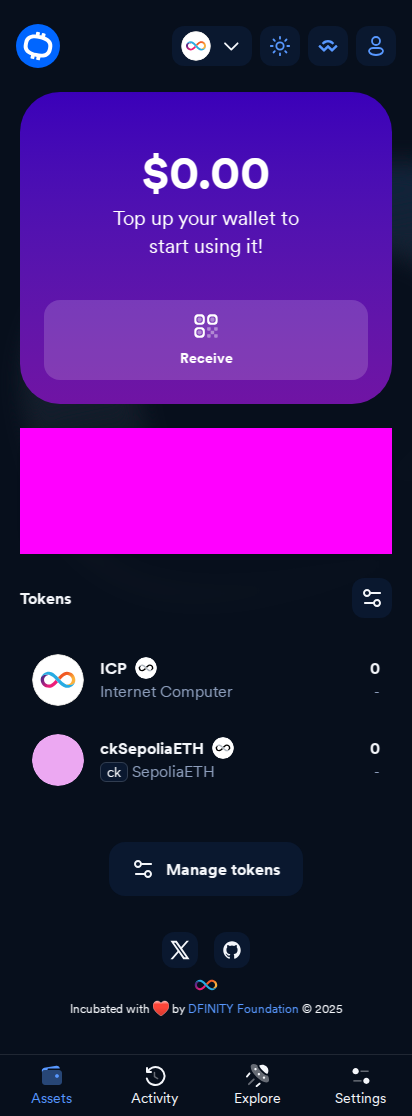 $0.00
Top up your wallet to
start using it!
Receive
Tokens
ICP
0
Internet Computer
-
ckSepoliaETH
0
ck SepoliaETH
-
Manage tokens
Incubated with ❤️ by DFINITY Foundation © 2025
Assets
Activity
Explore
Settings